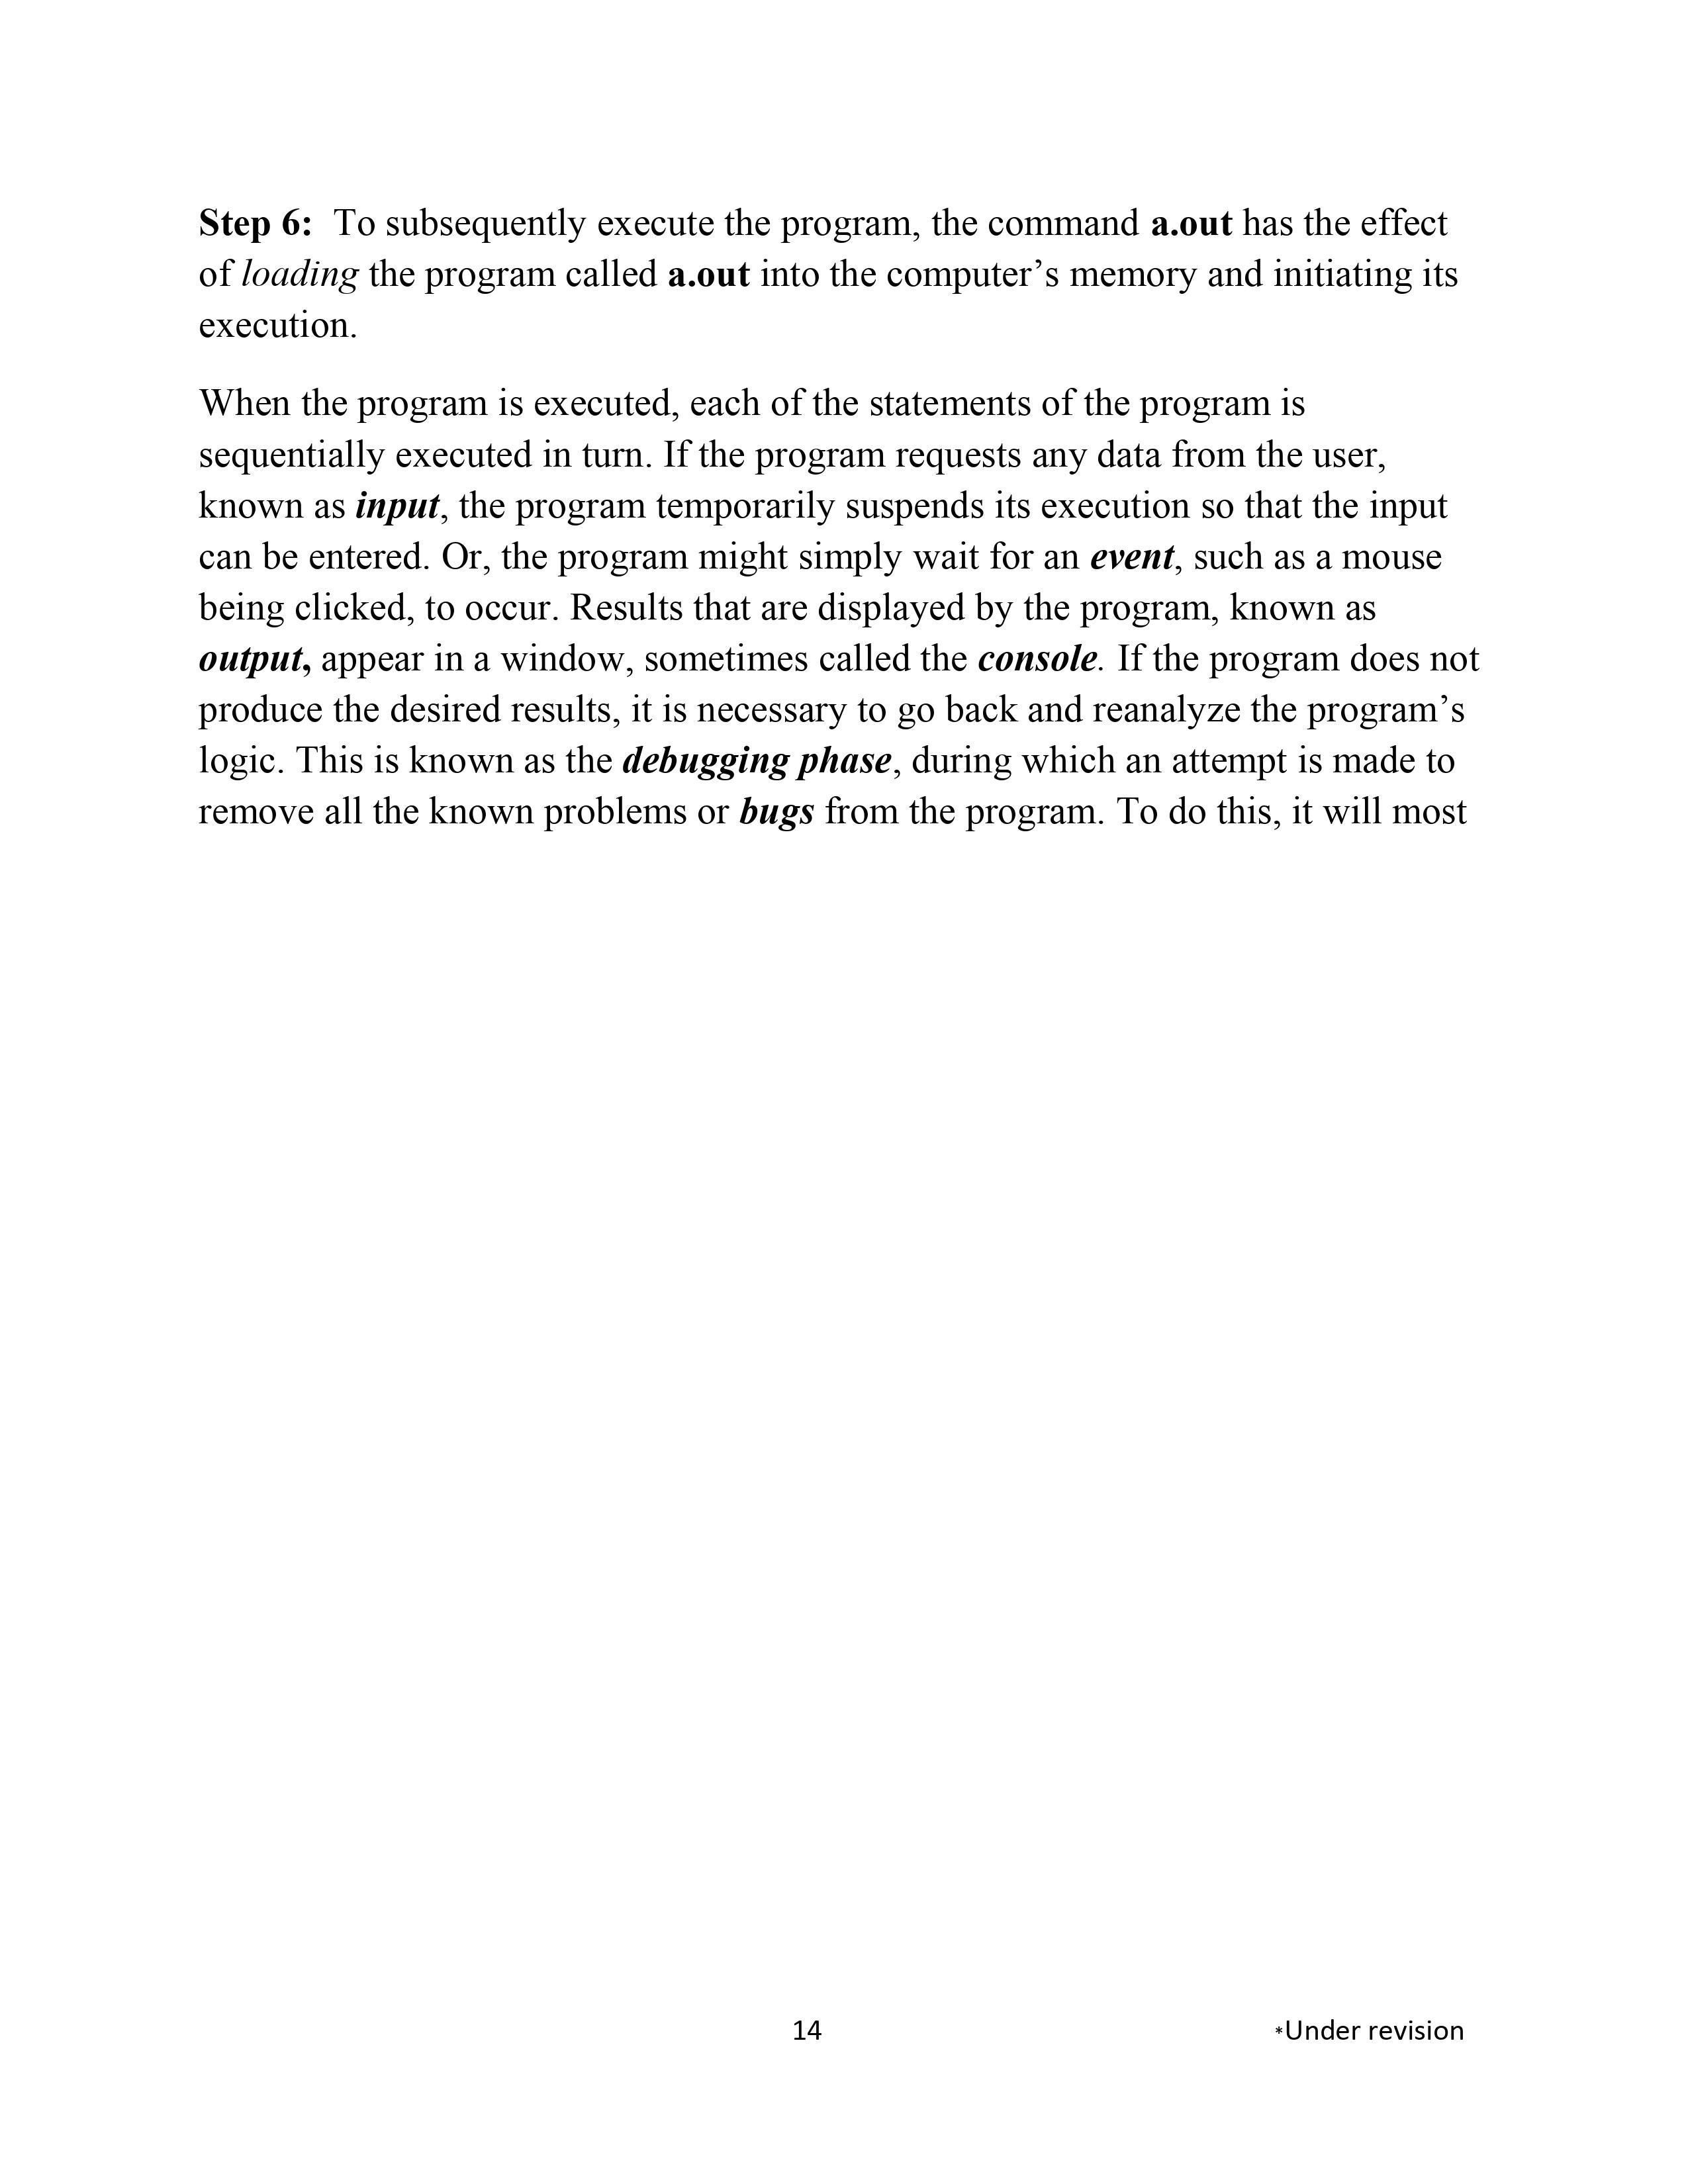 Step 6:  To subsequently execute the program, the command a.out has the effect
of loading the program called a.out into the computer’s memory and initiating its
execution.
When the program is executed, each of the statements of the program is
sequentially executed in turn. If the program requests any data from the user,
known as input, the program temporarily suspends its execution so that the input
can be entered. Or, the program might simply wait for an event, such as a mouse
being clicked, to occur. Results that are displayed by the program, known as
output, appear in a window, sometimes called the console. If the program does not
produce the desired results, it is necessary to go back and reanalyze the program’s
logic. This is known as the debugging phase, during which an attempt is made to
remove all the known problems or bugs from the program. To do this, it will most
14 *Under revision